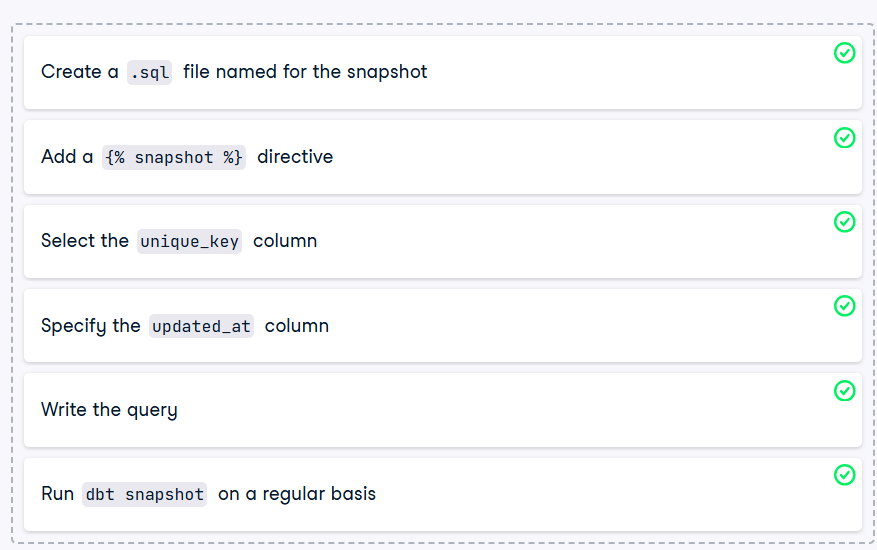 Create a .sql file named for the snapshot
Add a {% snapshot %} directive
Select the unique_key column
Specify the updated_at column
Write the query
Run dbt snapshot on a regular basis